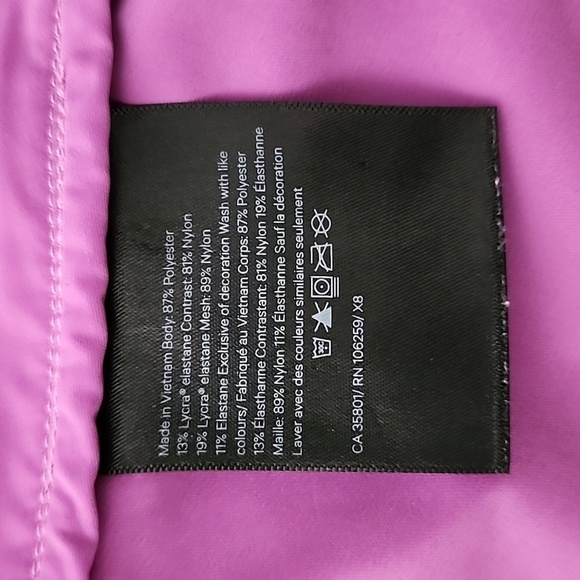 Made in Vietnam Body: 87% Polyester
13% Lycra® elastane Contrast: 81% Nylon
19% Lycra® elastane Mesh: 89% Nylon
11% Elastane Exclusive of decoration Wash with like
colours/ Fabriqué au Vietnam Corps: 87% Polyester
13% Élasthanne Contrastant: 81% Nylon 19% Élasthanne
Maille: 89% Nylon 11% Élasthanne Sauf la décoration
Laver avec des couleurs similaires seulement
CA 35801/ RN 106259/ X8